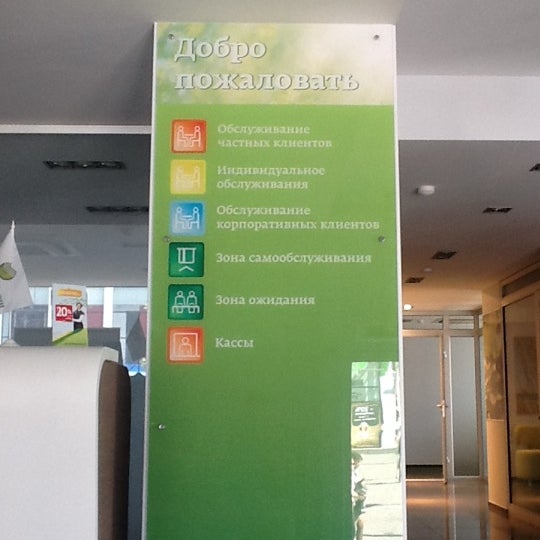 Добро
пожаловать
Обслуживание
частных клиентов
Индивидуальное
обслуживания
Обслуживание
корпоративных клиентов
Зона самообслуживания
Зона ожидания
Кассы
20%